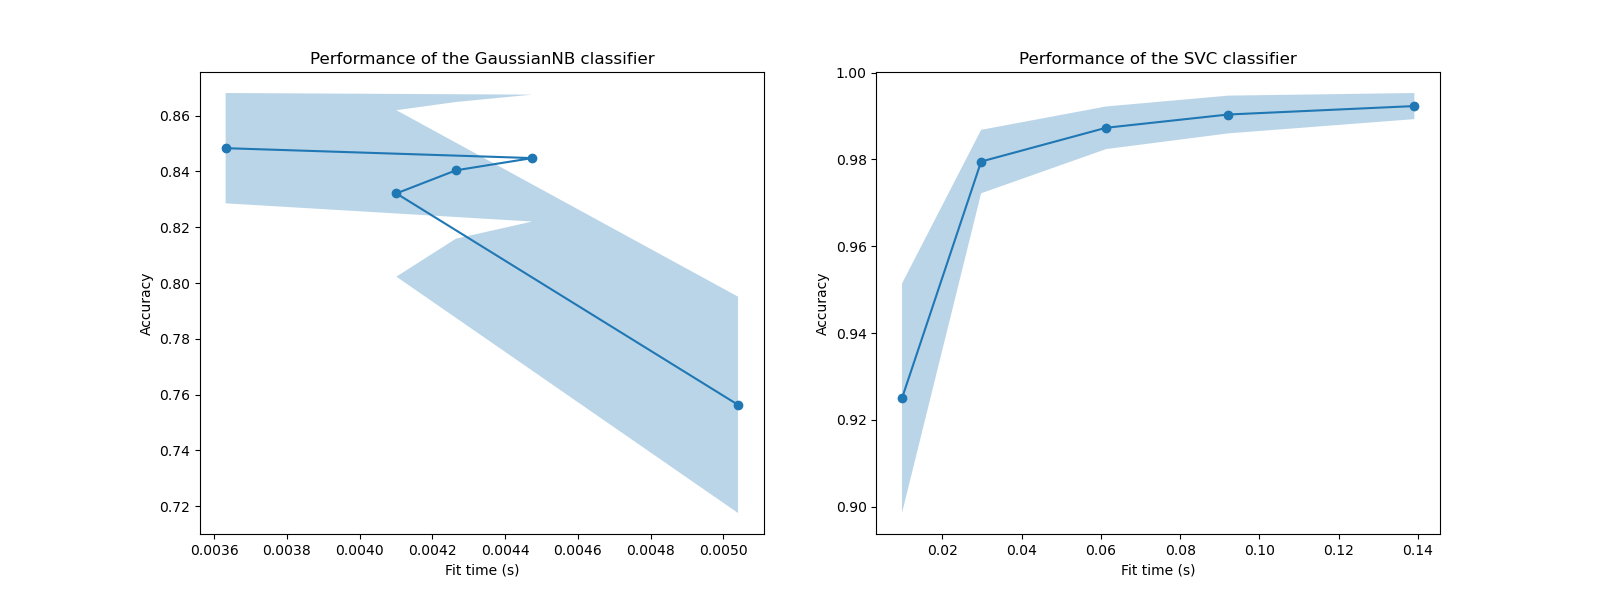 Performance of the GaussianNB classifier
0.86
0.84
0.82
0.80
0.78
0.76
0.74
0.72
Accuracy
0.0036 0.0038 0.0040 0.0042 0.0044 0.0046 0.0048 0.0050
Fit time (s)
Performance of the SVC classifier
1.00
0.98
0.96
0.94
0.92
0.90
Accuracy
0.02 0.04 0.06 0.08 0.10 0.12 0.14
Fit time (s)